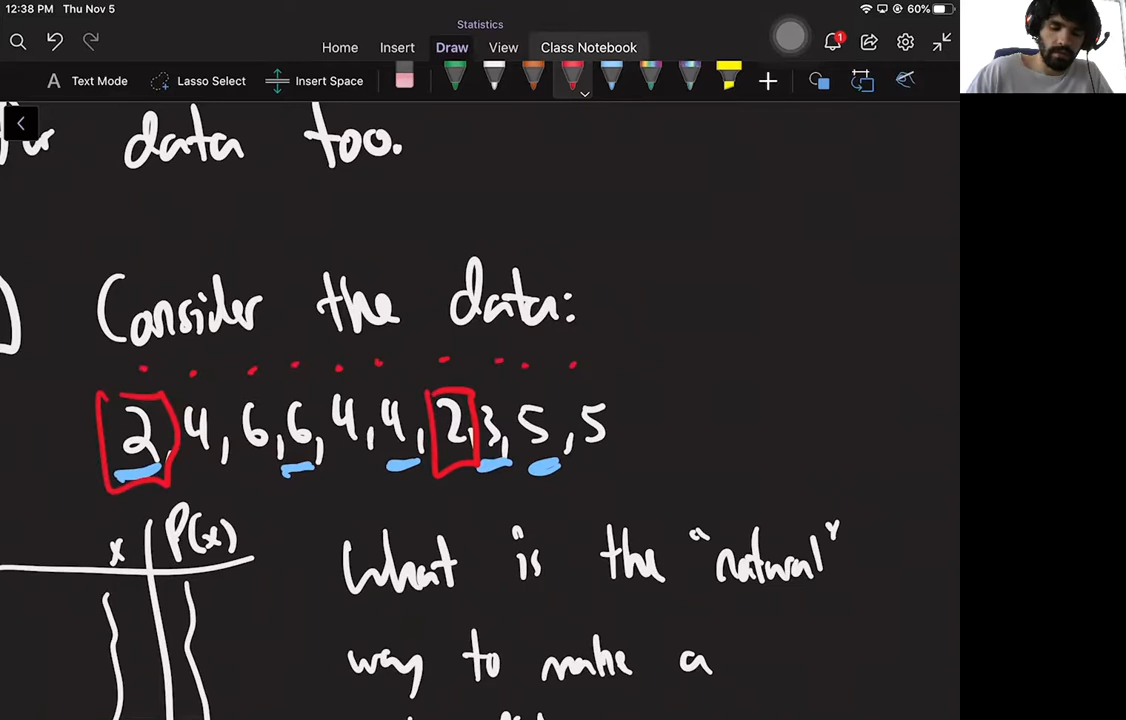 12:38 PM Thu Nov 5
60%
Statistics
Home Insert Draw View Class Notebook
1
A Text Mode Lasso Select Insert Space
data too.
Consider the data:
2, 4, 6, 6, 4, 4, 2, 3, 5, 5
x P(x)
What is the "natural"
way to make a